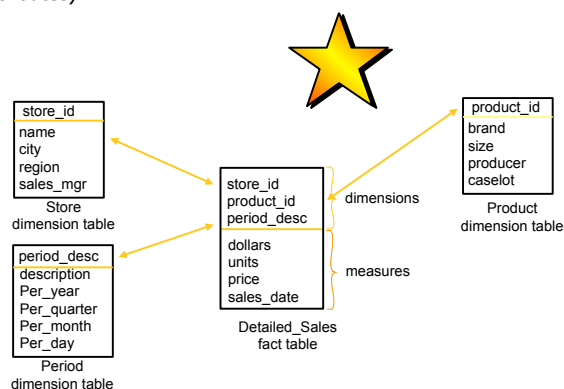 store_id
name
city
region
sales_mgr
Store
dimension table
period_desc
description
Per_year
Per_quarter
Per_month
Per_day
Period
dimension table
store_id
product_id
period_desc
dollars
units
price
sales_date
Detailed_Sales
fact table
dimensions
measures
product_id
brand
size
producer
caselot
Product
dimension table